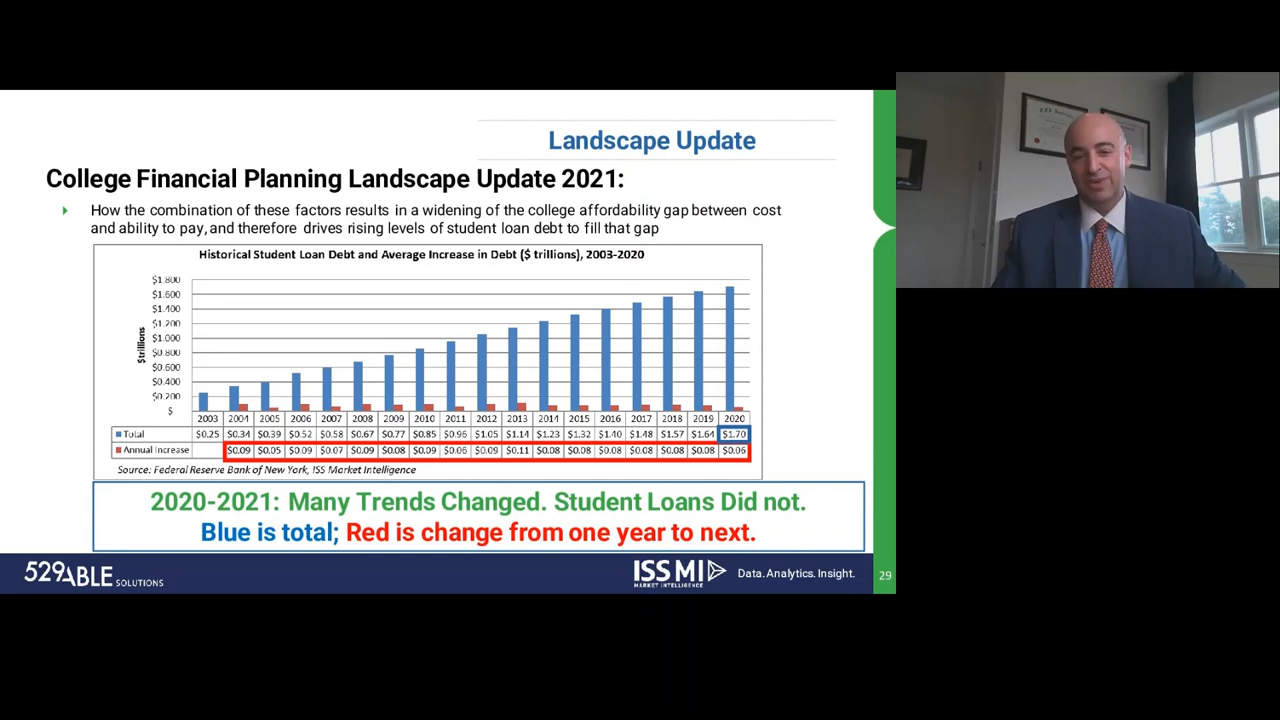 Landscape Update
College Financial Planning Landscape Update 2021:
How the combination of these factors results in a widening of the college affordability gap between cost
and ability to pay, and therefore drives rising levels of student loan debt to fill that gap
Historical Student Loan Debt and Average Increase in Debt ($ trillions), 2003-2020
$trillions
$1.800
$1.600
$1.400
$1.200
$1.000
$0.800
$0.600
$0.400
$0.200
$
2003 2004 2005 2006 2007 2008 2009 2010 2011 2012 2013 2014 2015 2016 2017 2018 2019 2020
Total $0.25 $0.34 $0.39 $0.52 $0.58 $0.67 $0.77 $0.85 $0.96 $1.05 $1.14 $1.23 $1.32 $1.40 $1.48 $1.57 $1.64 $1.70
Annual Increase $0.09 $0.05 $0.09 $0.07 $0.09 $0.08 $0.09 $0.06 $0.09 $0.11 $0.08 $0.08 $0.08 $0.08 $0.08 $0.08 $0.06
Source: Federal Reserve Bank of New York, ISS Market Intelligence
2020-2021: Many Trends Changed. Student Loans Did not.
Blue is total; Red is change from one year to next.
529ABLE SOLUTIONS
ISS MI
MARKET INTELLIGENCE
Data. Analytics. Insight.
29